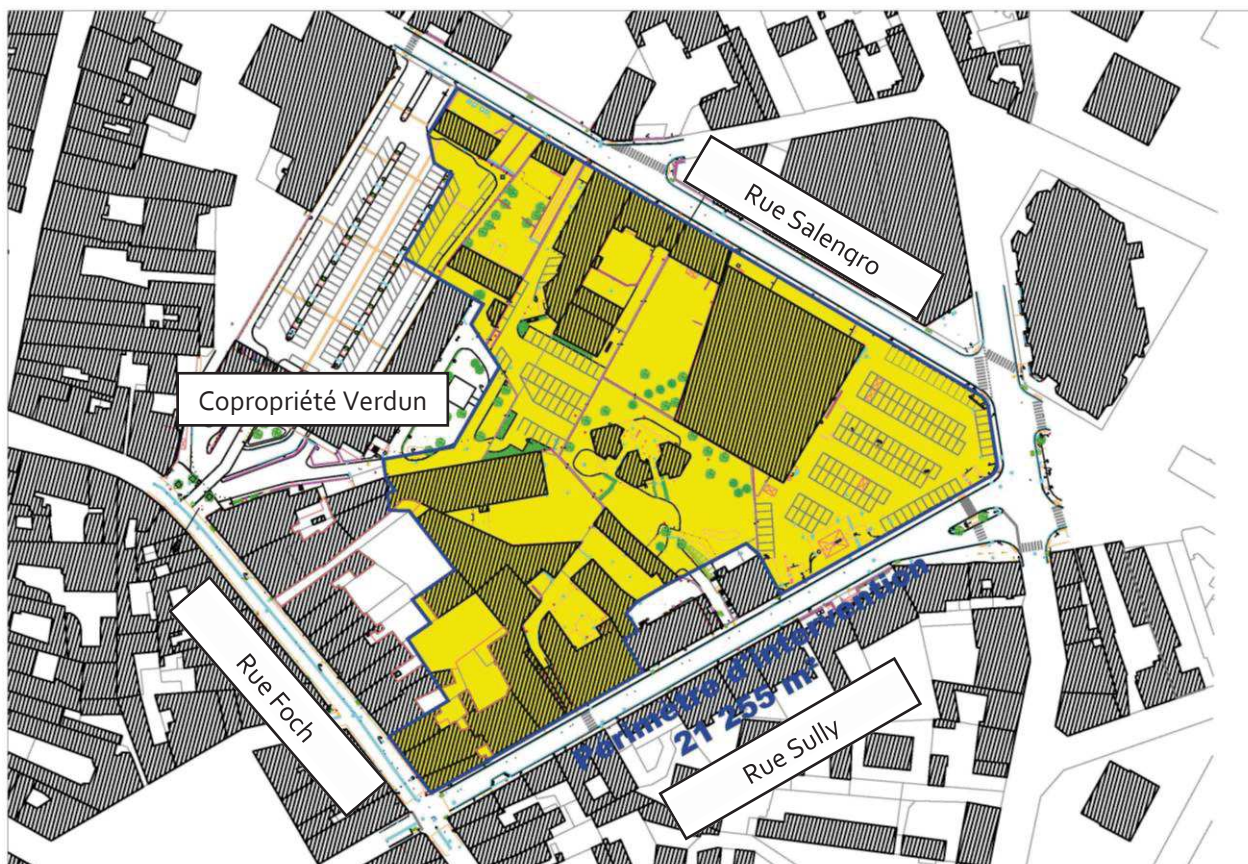 Rue Salengro
Copropriété Verdun
Rue Foch
Périmètre d'intervention
21 255 m²
Rue Sully